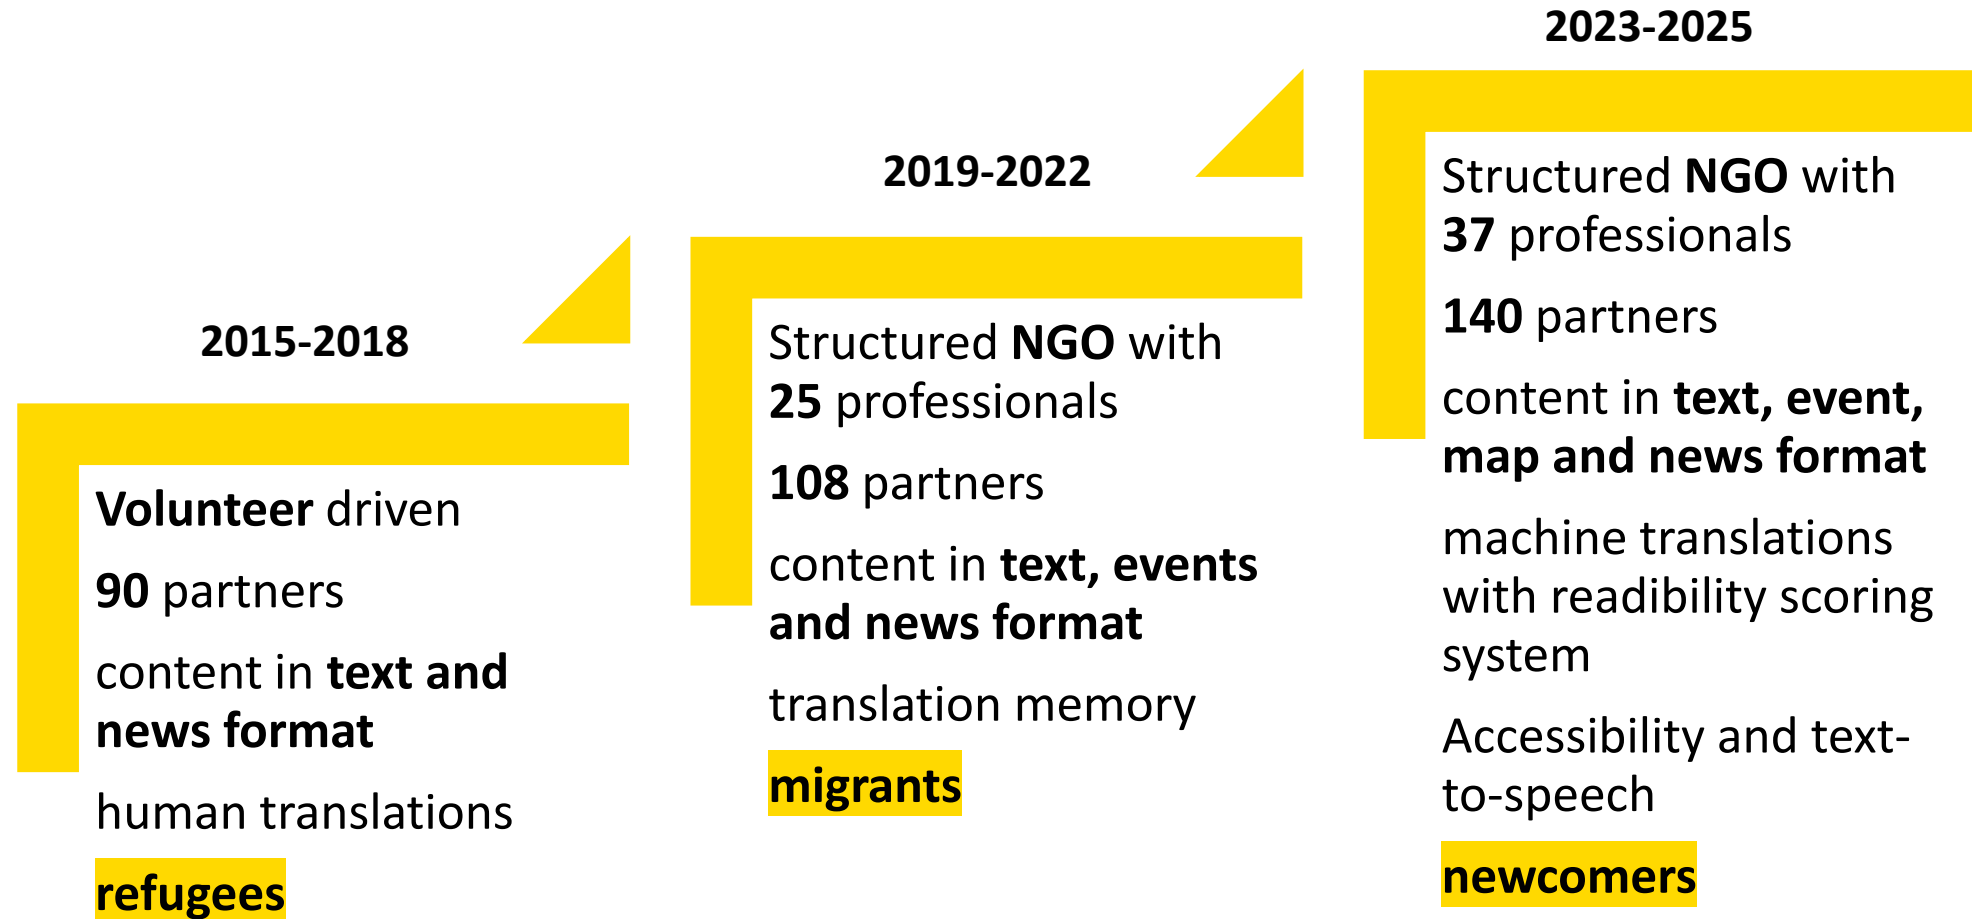 2015-2018
Volunteer driven
90 partners
content in text and
news format
human translations
refugees
2019-2022
Structured NGO with
25 professionals
108 partners
content in text, events
and news format
translation memory
migrants
2023-2025
Structured NGO with
37 professionals
140 partners
content in text, event,
map and news format
machine translations
with readibility scoring
system
Accessibility and text-
to-speech
newcomers